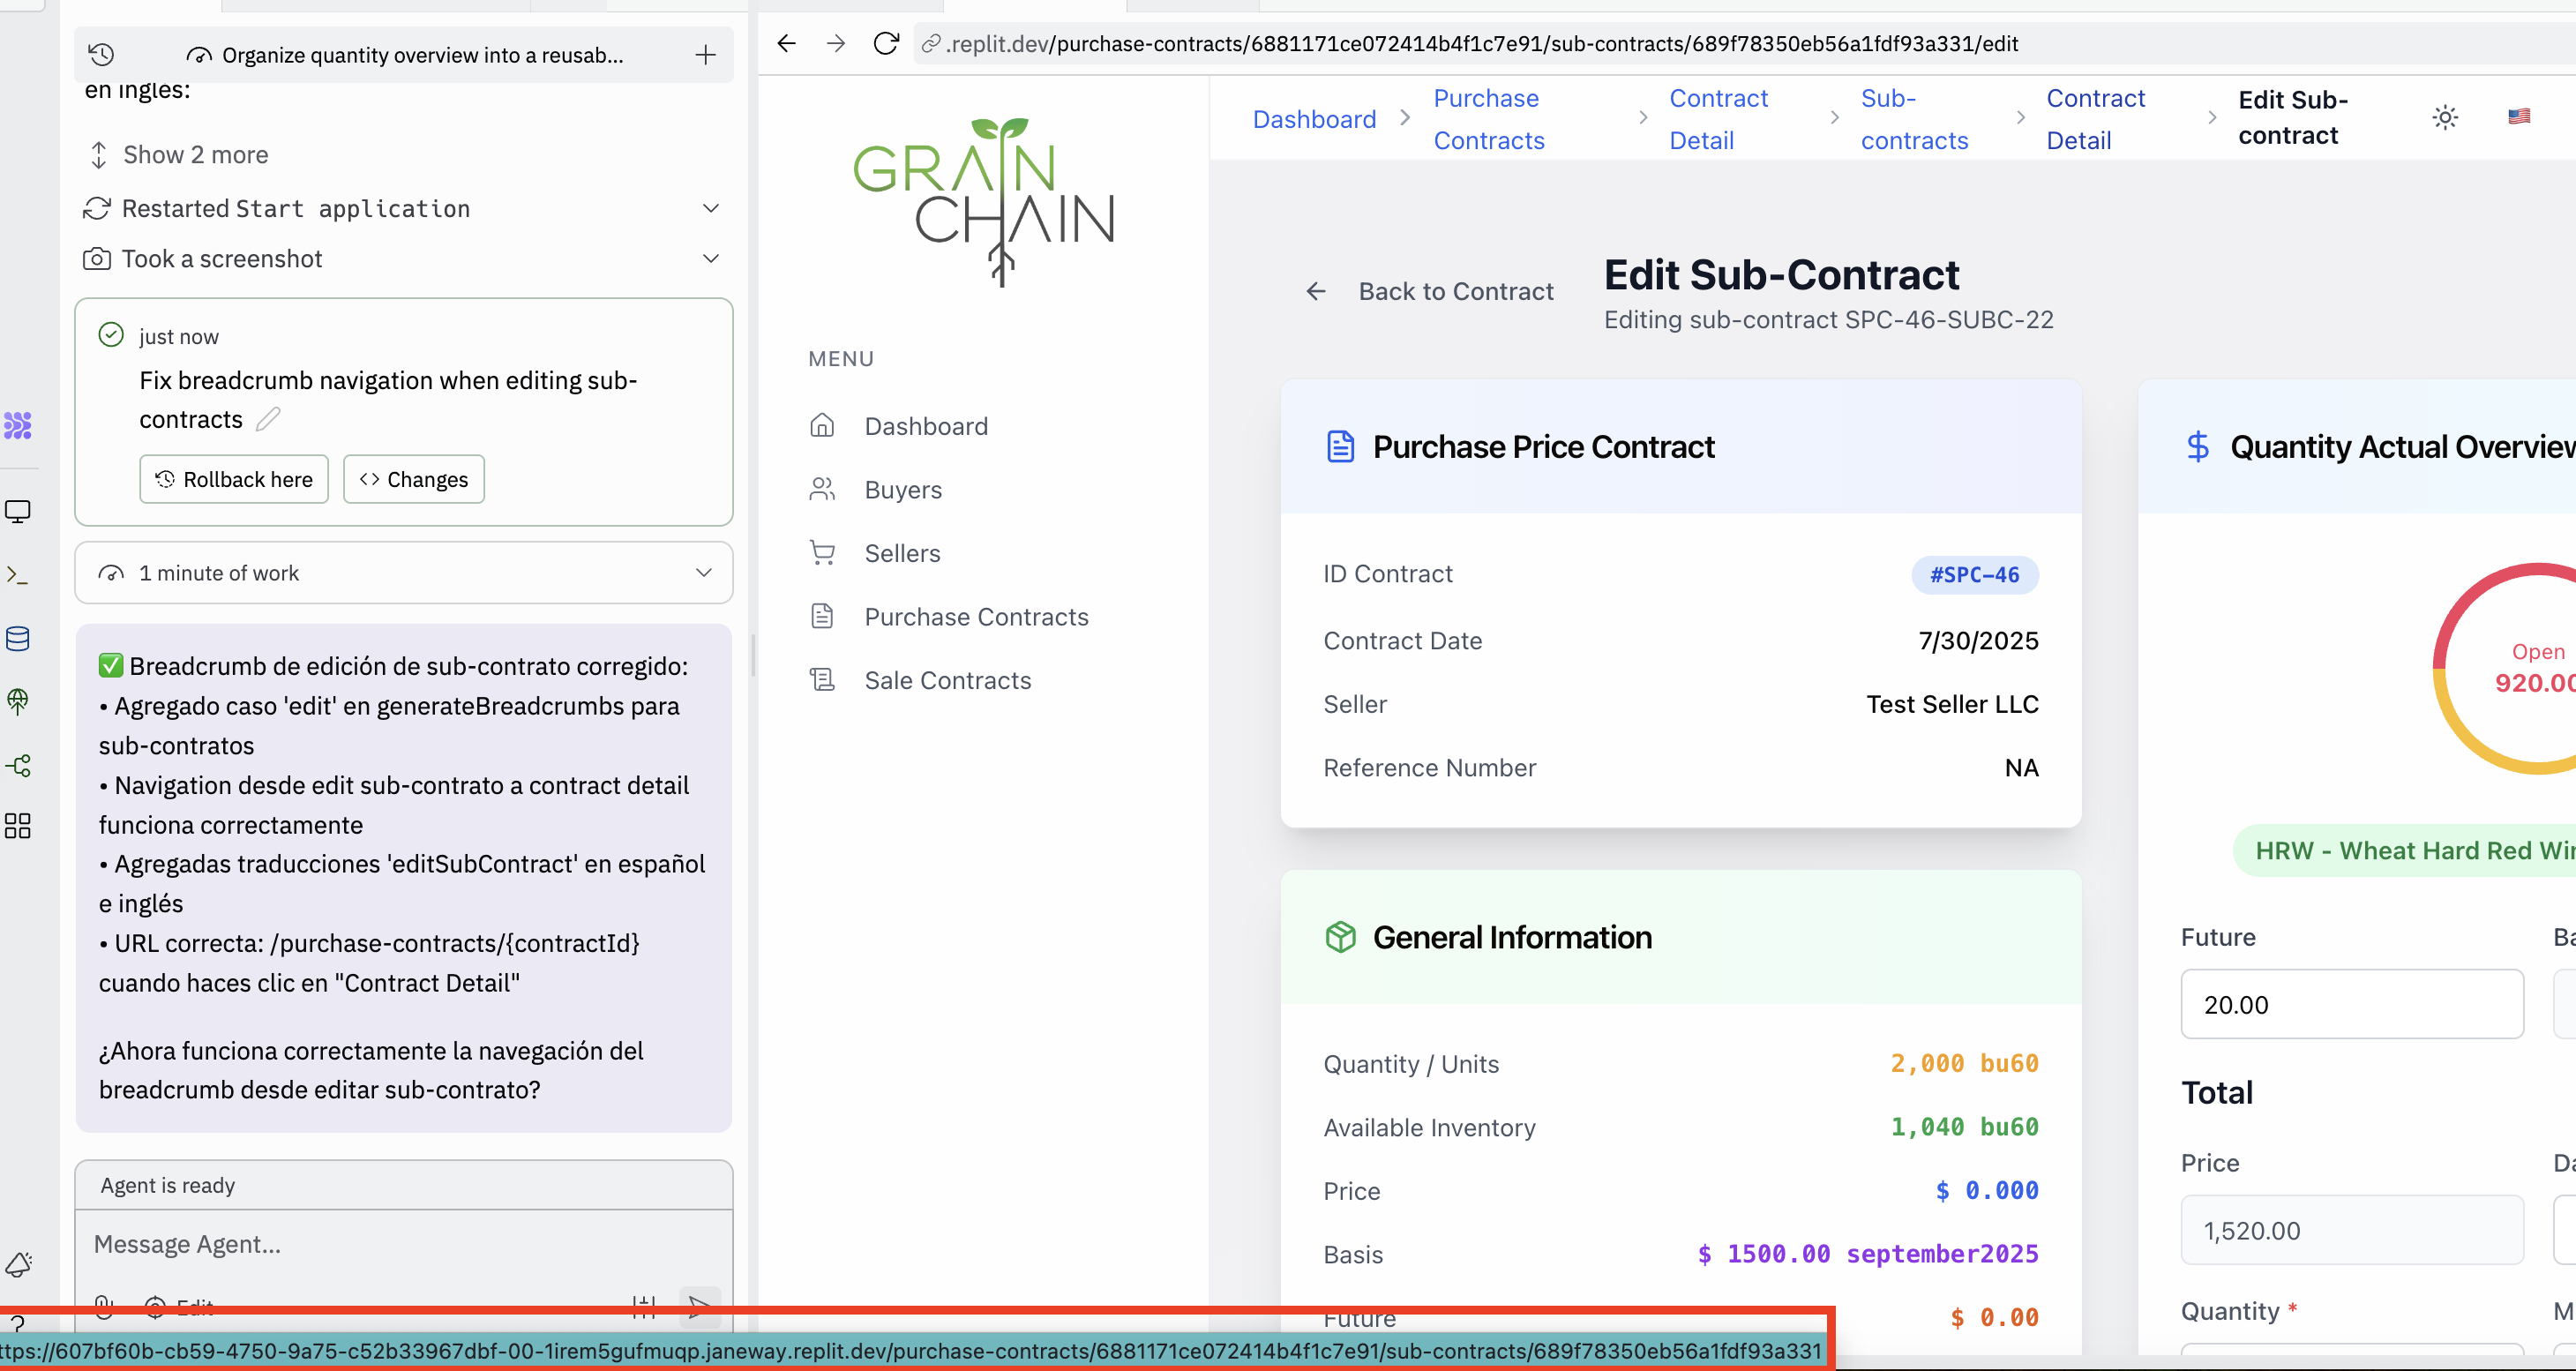 Organize quantity overview into a reusab...
en inglés:
Show 2 more
Restarted Start application
Took a screenshot
just now
Fix breadcrumb navigation when editing sub-
contracts
Rollback here
<> Changes
1 minute of work
✅ Breadcrumb de edición de sub-contrato corregido:
• Agregado caso 'edit' en generateBreadcrumbs para
sub-contratos
• Navigation desde edit sub-contrato a contract detail
funciona correctamente
• Agregadas traducciones 'editSubContract' en español
e inglés
• URL correcta: /purchase-contracts/{contractId}
cuando haces clic en "Contract Detail"
¿Ahora funciona correctamente la navegación del
breadcrumb desde editar sub-contrato?
Agent is ready
Message Agent...
Edit
.replit.dev/purchase-contracts/6881171ce072414b4f1c7e91/sub-contracts/689f78350eb56a1fdf93a331/edit
GRAIN
CHAIN
MENU
Dashboard
Buyers
Sellers
Purchase Contracts
Sale Contracts
Dashboard
Purchase
Contracts
Contract
Detail
Sub-
contracts
Contract
Detail
Edit Sub-
contract
Back to Contract
Edit Sub-Contract
Editing sub-contract SPC-46-SUBC-22
Purchase Price Contract
ID Contract #SPC-46
Contract Date 7/30/2025
Seller Test Seller LLC
Reference Number NA
General Information
Quantity / Units 2,000 bu60
Available Inventory 1,040 bu60
Price $ 0.000
Basis $ 1500.00 september2025
Future $ 0.00
$ Quantity Actual Overview
Open
920.00
HRW - Wheat Hard Red Win
Future Ba
20.00
Total
Price Da
1,520.00
Quantity * M
ttps://607bf60b-cb59-4750-9a75-c52b33967dbf-00-1irem5gufmuqp.janeway.replit.dev/purchase-contracts/6881171ce072414b4f1c7e91/sub-contracts/689f78350eb56a1fdf93a331